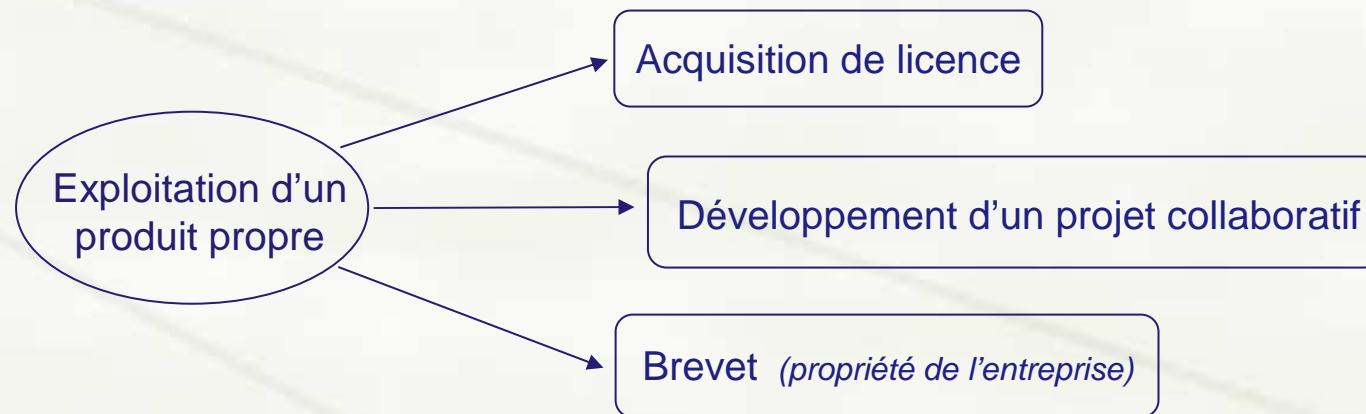 Acquisition de licence
Exploitation d’un
produit propre
Développement d’un projet collaboratif
Brevet (propriété de l’entreprise)